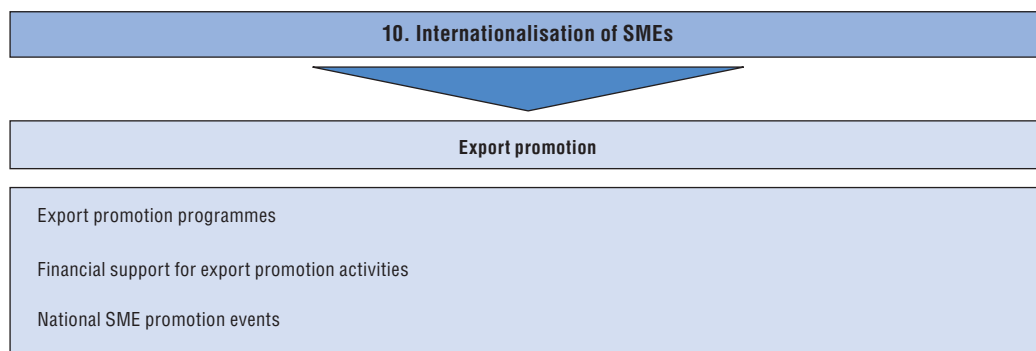 10. Internationalisation of SMEs
Export promotion
Export promotion programmes
Financial support for export promotion activities
National SME promotion events